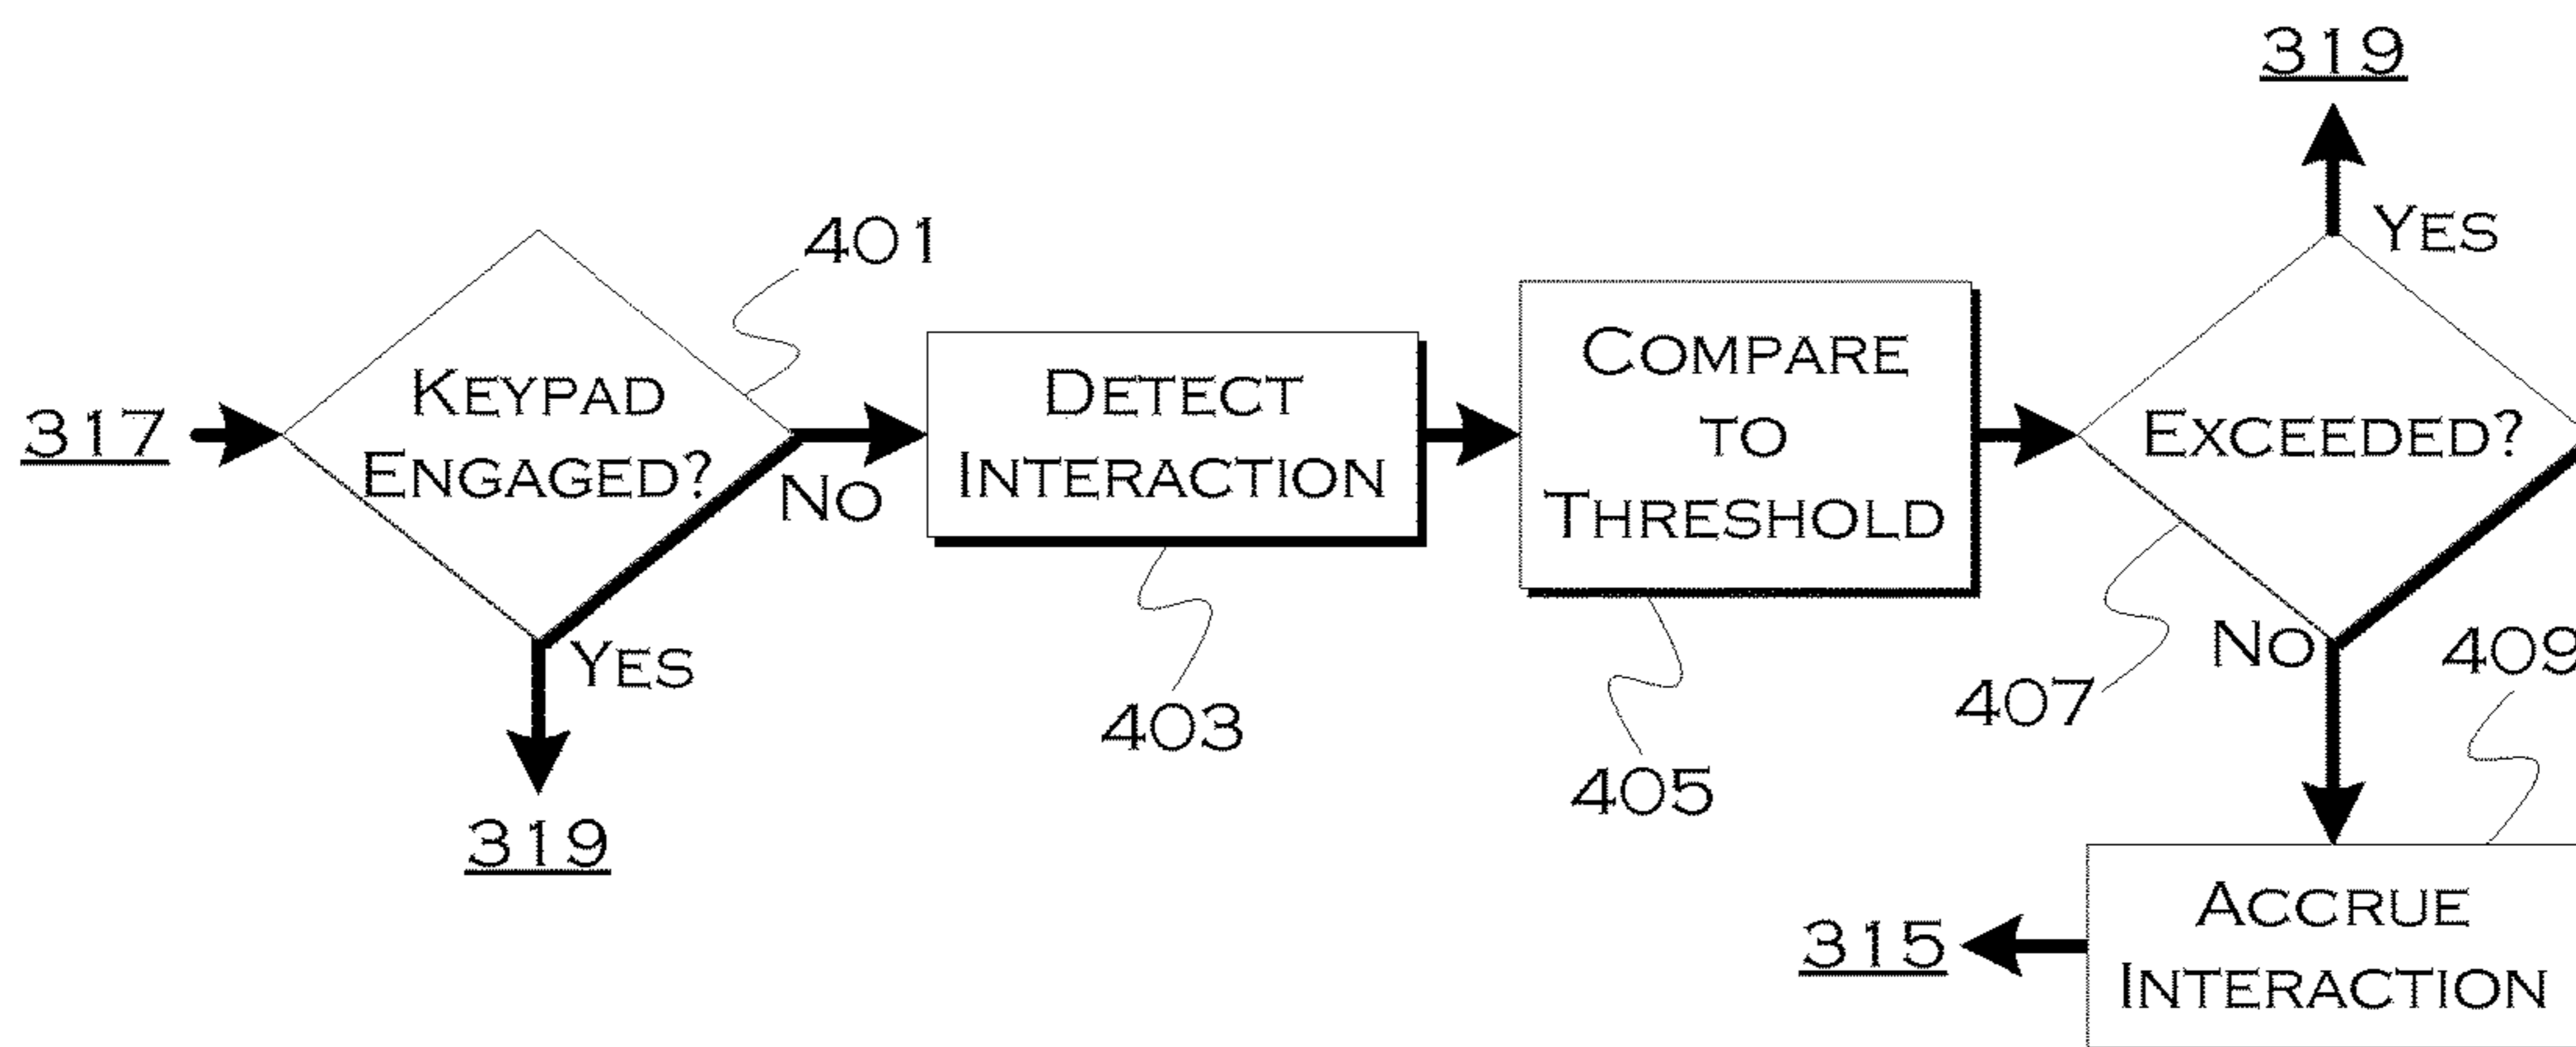 319
401
YES
317
KEYPAD
ENGAGED?
NO
DETECT
INTERACTION
COMPARE
TO
THRESHOLD
EXCEEDED?
YES
403
405
407
NO
409
319
315
ACCRUE
INTERACTION